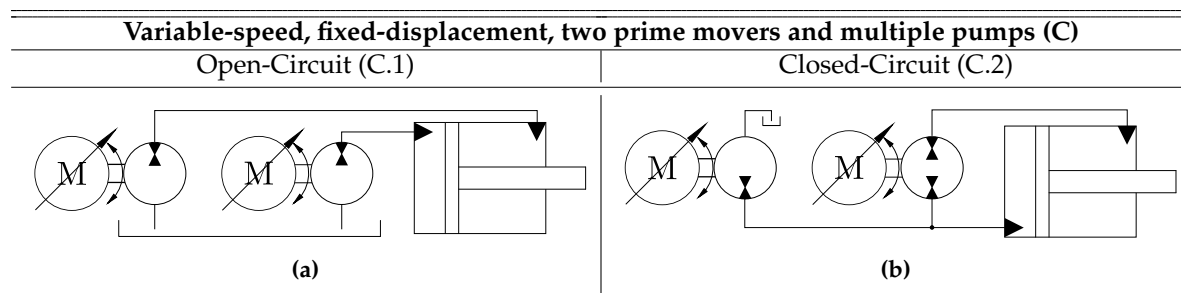 Variable-speed, fixed-displacement, two prime movers and multiple pumps (C)
Open-Circuit (C.1) Closed-Circuit (C.2)
M M M M
(a) (b)